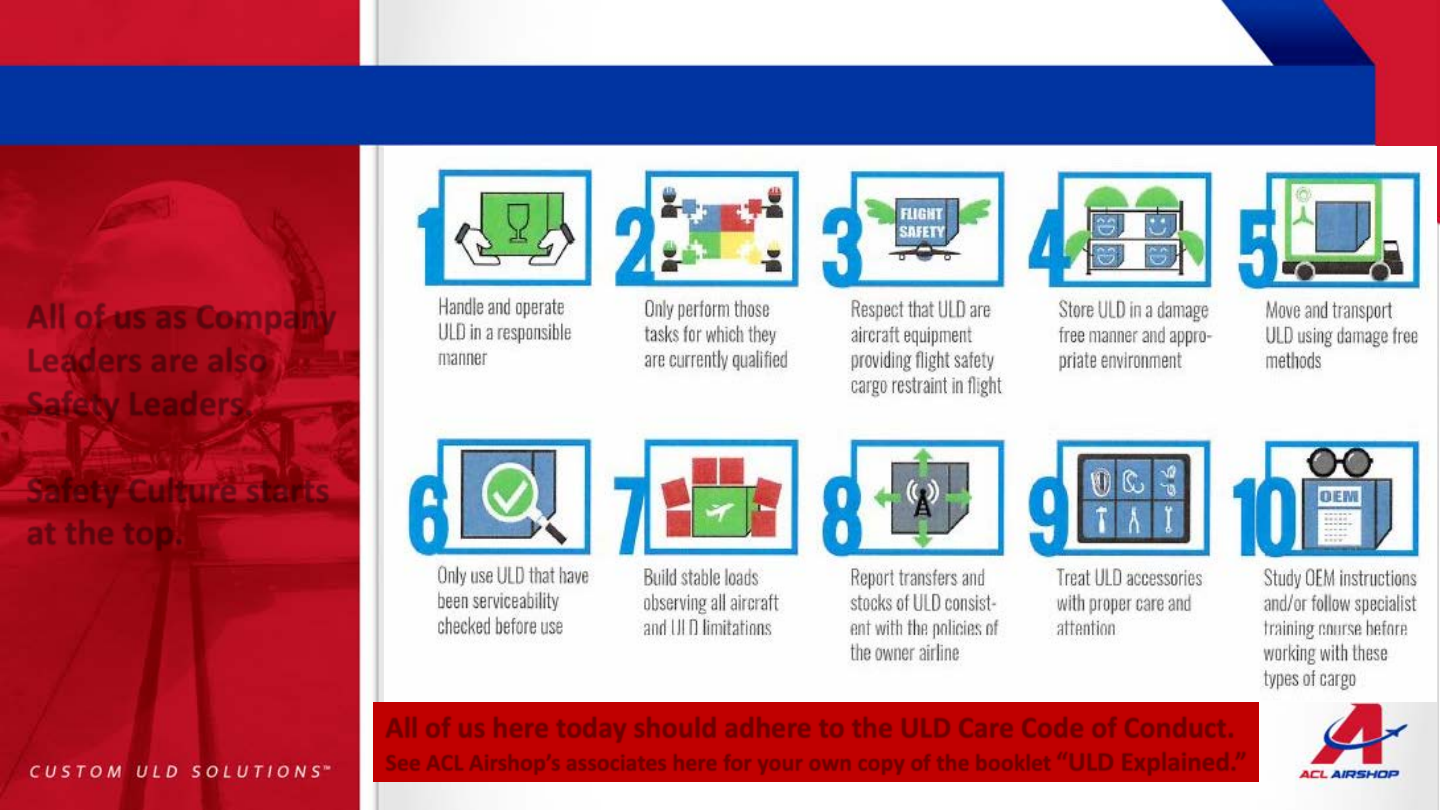 All of us as Company
Leaders are also
Safety Leaders.
Safety Culture starts
at the top.
CUSTOM ULD SOLUTIONS™
1
Handle and operate
ULD in a responsible
manner
2
Only perform those
tasks for which they
are currently qualified
3
FLIGHT
SAFETY
Respect that ULD are
aircraft equipment
providing flight safety
cargo restraint in flight
4
Store ULD in a damage
free manner and appro-
priate environment
5
Move and transport
ULD using damage free
methods
6
Only use ULD that have
been serviceability
checked before use
7
Build stable loads
observing all aircraft
and ULD limitations
8
Report transfers and
stocks of ULD consist-
ent with the policies of
the owner airline
9
Treat ULD accessories
with proper care and
attention
10
OEM
Study OEM instructions
and/or follow specialist
training course before
working with these
types of cargo
All of us here today should adhere to the ULD Care Code of Conduct.
See ACL Airshop's associates here for your own copy of the booklet "ULD Explained."
ACL AIRSHOP